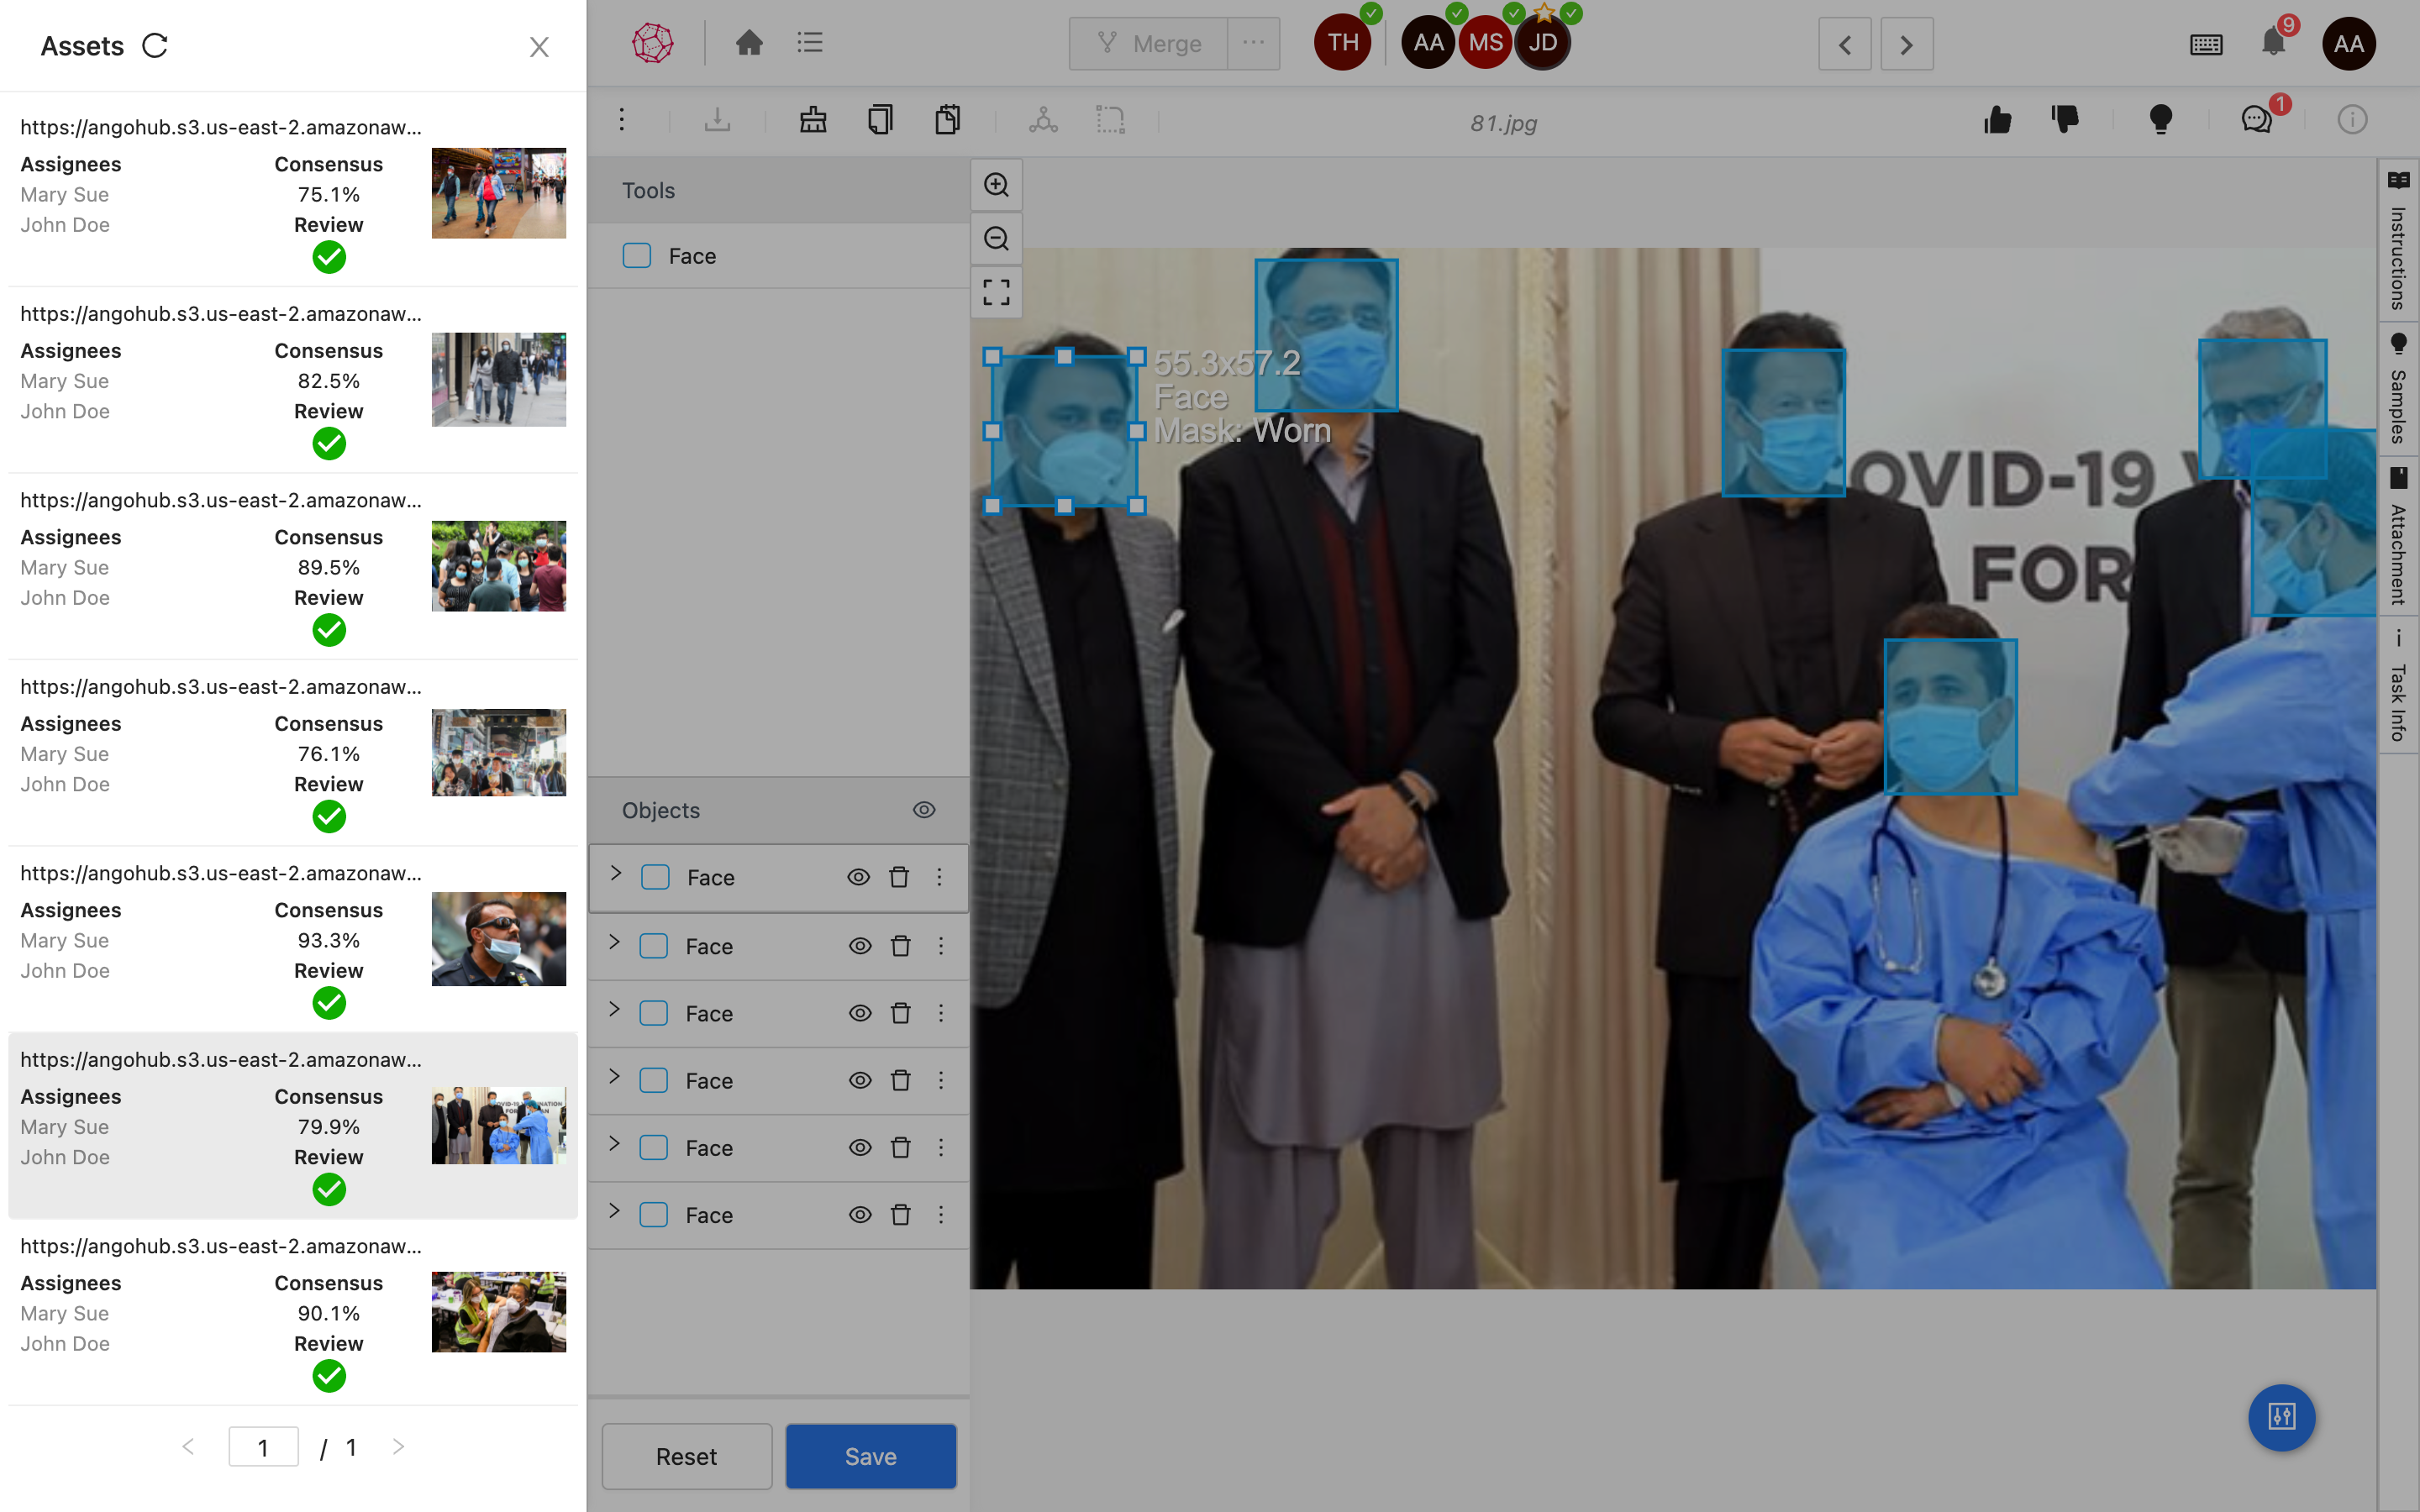 Assets
https://angohub.s3.us-east-2.amazonaw...
Assignees Consensus
Mary Sue 75.1%
John Doe Review
https://angohub.s3.us-east-2.amazonaw...
Assignees Consensus
Mary Sue 82.5%
John Doe Review
https://angohub.s3.us-east-2.amazonaw...
Assignees Consensus
Mary Sue 89.5%
John Doe Review
https://angohub.s3.us-east-2.amazonaw...
Assignees Consensus
Mary Sue 76.1%
John Doe Review
https://angohub.s3.us-east-2.amazonaw...
Assignees Consensus
Mary Sue 93.3%
John Doe Review
https://angohub.s3.us-east-2.amazonaw...
Assignees Consensus
Mary Sue 79.9%
John Doe Review
https://angohub.s3.us-east-2.amazonaw...
Assignees Consensus
Mary Sue 90.1%
John Doe Review
1 / 1
Merge ... TH AA MS JD 9 AA
81.jpg 1
Tools
Face
Objects
Face
Face
Face
Face
Face
Face
Reset Save
55.3x57.2
Face
Mask: Worn
OVID-19 V
FOR
Instructions
Samples
Attachment
Task Info